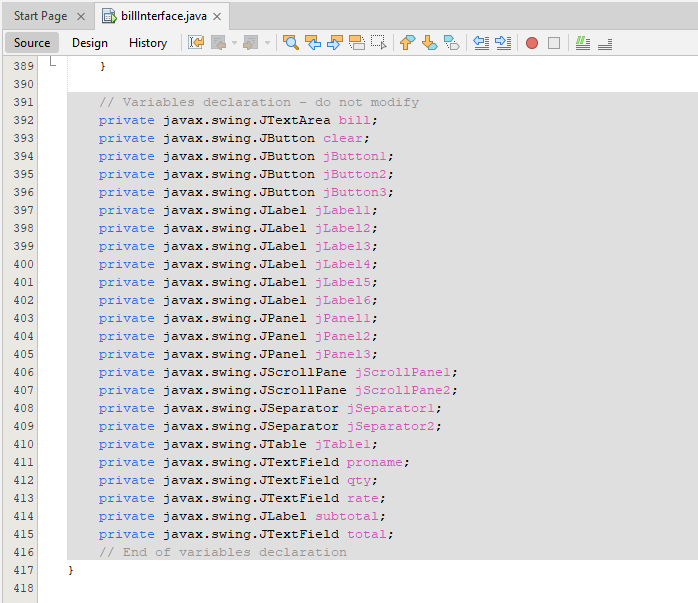 Start Page
billInterface.java
Source Design History
389 }
390
391 // Variables declaration - do not modify
392 private javax.swing.JTextArea bill;
393 private javax.swing.JButton clear;
394 private javax.swing.JButton jButton1;
395 private javax.swing.JButton jButton2;
396 private javax.swing.JButton jButton3;
397 private javax.swing.JLabel jLabel1;
398 private javax.swing.JLabel jLabel2;
399 private javax.swing.JLabel jLabel3;
400 private javax.swing.JLabel jLabel4;
401 private javax.swing.JLabel jLabel5;
402 private javax.swing.JLabel jLabel6;
403 private javax.swing.JPanel jPanel1;
404 private javax.swing.JPanel jPanel2;
405 private javax.swing.JPanel jPanel3;
406 private javax.swing.JScrollPane jScrollPane1;
407 private javax.swing.JScrollPane jScrollPane2;
408 private javax.swing.JSeparator jSeparator1;
409 private javax.swing.JSeparator jSeparator2;
410 private javax.swing.JTable jTable1;
411 private javax.swing.JTextField proname;
412 private javax.swing.JTextField qty;
413 private javax.swing.JTextField rate;
414 private javax.swing.JLabel subtotal;
415 private javax.swing.JTextField total;
416 // End of variables declaration
417 }
418